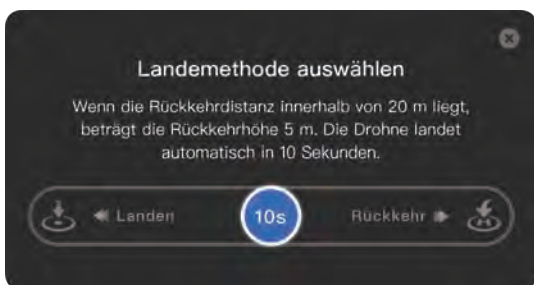 Landemethode auswählen
Wenn die Rückkehrdistanz innerhalb von 20 m liegt,
beträgt die Rückkehrhöhe 5 m. Die Drohne landet
automatisch in 10 Sekunden.
Landen 10s Rückkehr